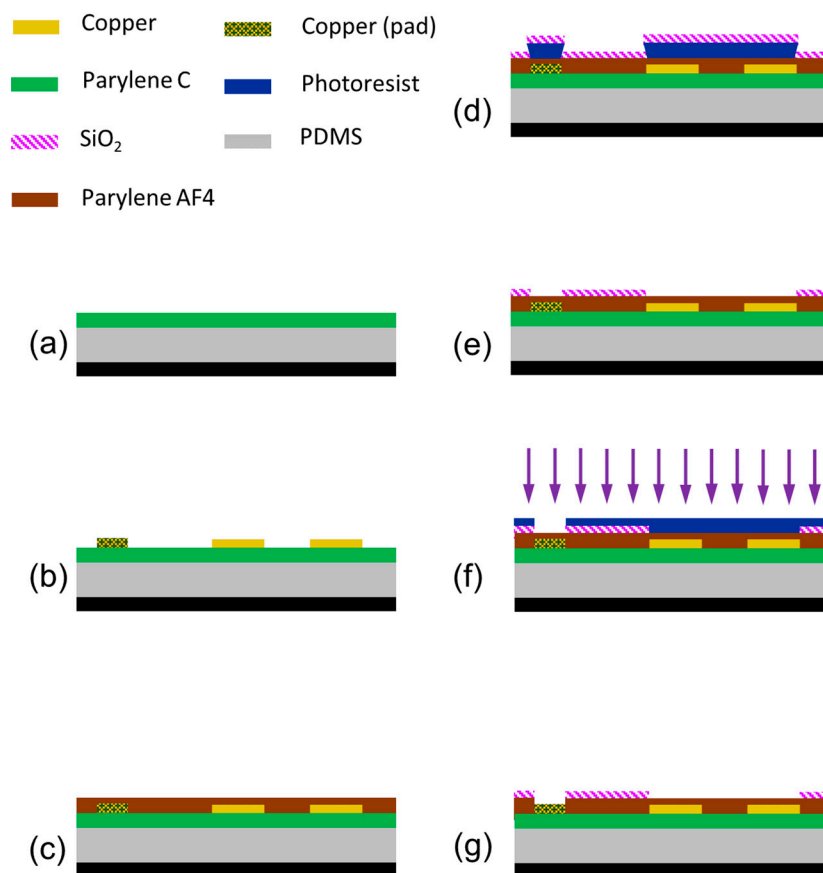 Copper
Copper (pad)
Parylene C
Photoresist
SiO₂
PDMS
Parylene AF4
(a)
(b)
(c)
(d)
(e)
(f)
(g)